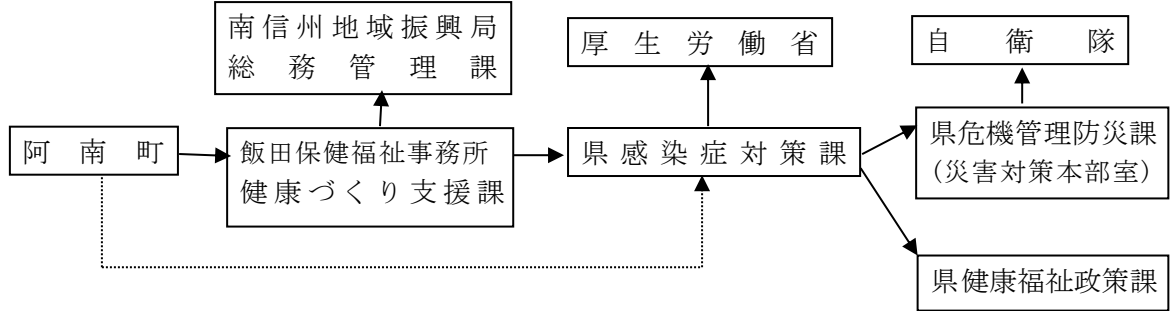 南信州地域振興局
総務管理課
厚生労働省
自衛隊
阿南町
飯田保健福祉事務所
健康づくり支援課
県感染症対策課
県危機管理防災課
（災害対策本部室）
県健康福祉政策課